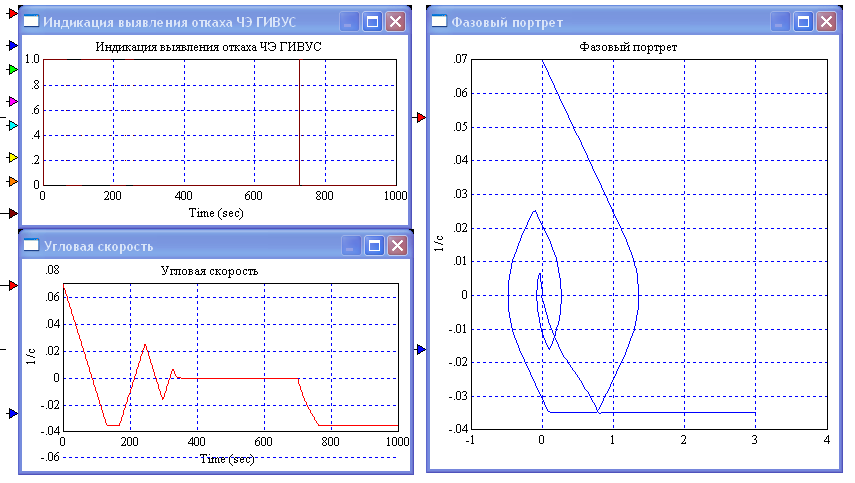 Индикация выявления откаха ЧЭ ГИВУС
Индикация выявления откаха ЧЭ ГИВУС
1.0
.8
.6
.4
.2
0
0 200 400 600 800 1000
Time (sec)
Угловая скорость
Угловая скорость
.08
.06
.04
.02
0
-.02
-.04
-.06
1/c
0 200 400 600 800 1000
Time (sec)
Фазовый портрет
Фазовый портрет
.07
.06
.05
.04
.03
.02
.01
0
-.01
-.02
-.03
-.04
1/c
-1 0 1 2 3 4